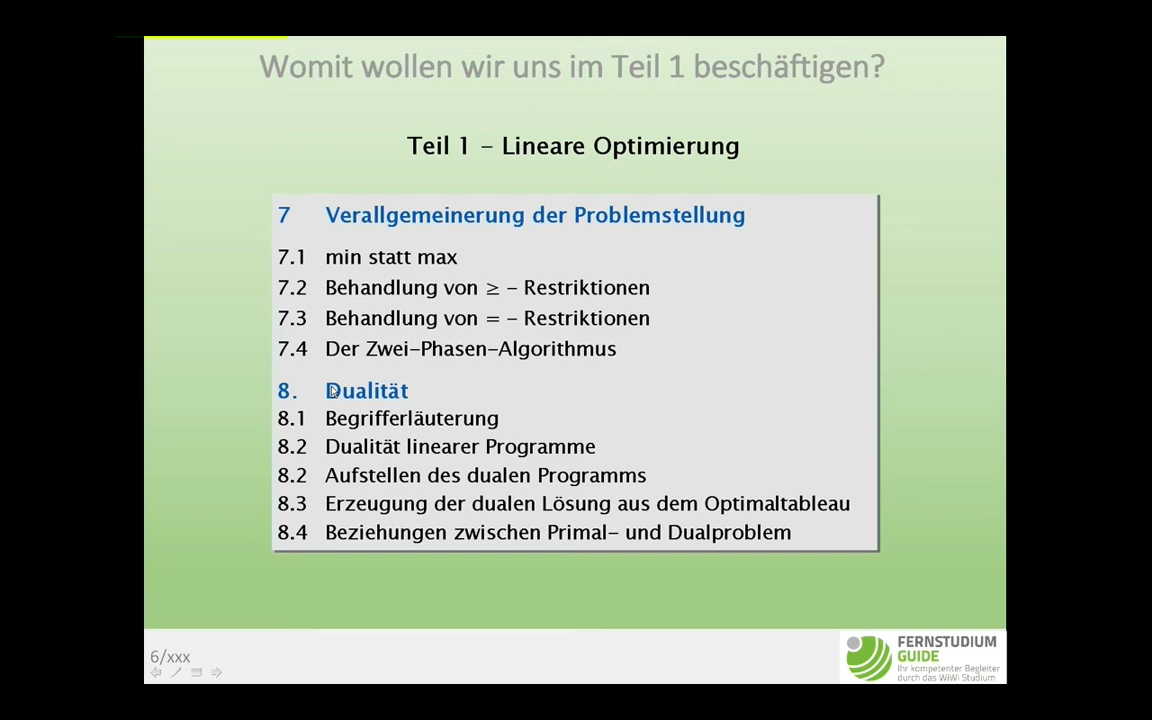 Womit wollen wir uns im Teil 1 beschäftigen?
Teil 1 – Lineare Optimierung
7 Verallgemeinerung der Problemstellung
7.1 min statt max
7.2 Behandlung von ≥ – Restriktionen
7.3 Behandlung von = – Restriktionen
7.4 Der Zwei–Phasen–Algorithmus
8. Dualität
8.1 Begrifferläuterung
8.2 Dualität linearer Programme
8.2 Aufstellen des dualen Programms
8.3 Erzeugung der dualen Lösung aus dem Optimaltableau
8.4 Beziehungen zwischen Primal– und Dualproblem
6/xxx
FERNSTUDIUM
GUIDE
Ihr kompetenter Begleiter
durch das WiWi Studium